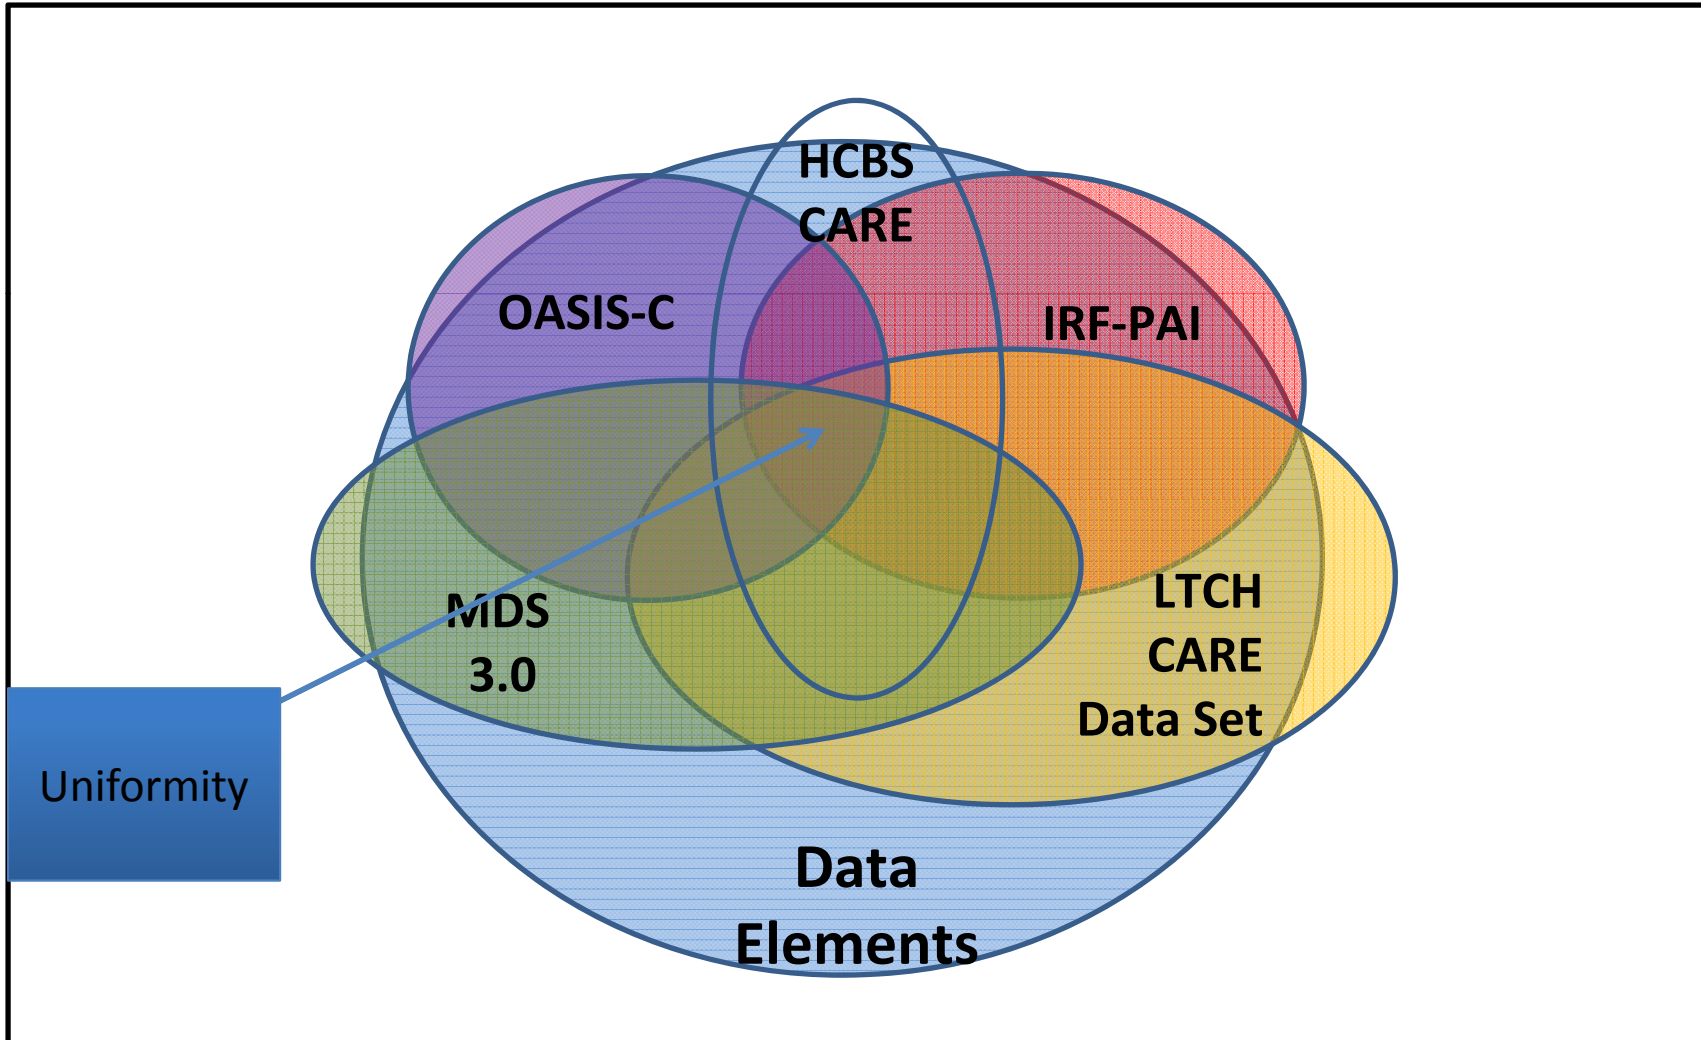 HCBS
CARE
OASIS-C
IRF-PAI
MDS
3.0
LTCH
CARE
Data Set
Uniformity
Data
Elements